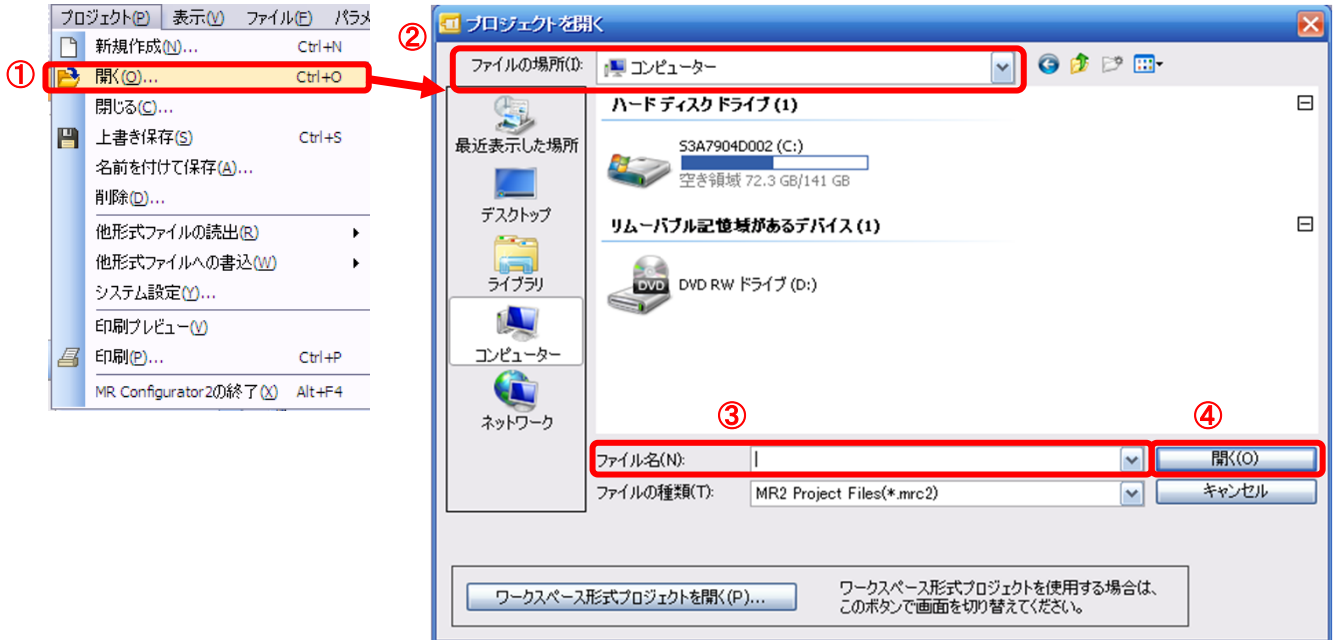 プロジェクト(P) 表示(V) ファイル(F) パラメ
新規作成(N)... Ctrl+N
① 開く(O)... Ctrl+O
閉じる(C)...
上書き保存(S) Ctrl+S
名前を付けて保存(A)...
削除(D)...
他形式ファイルの読出(R)
他形式ファイルへの書込(W)
システム設定(Y)...
印刷プレビュー(V)
印刷(P)... Ctrl+P
MR Configurator2の終了(X) Alt+F4
プロジェクトを開く
②
ファイルの場所(I): コンピューター
最近表示した場所
デスクトップ
ライブラリ
コンピューター
ネットワーク
ハード ディスク ドライブ (1)
S3A7904D002 (C:)
空き領域 72.3 GB/141 GB
リムーバブル記憶域があるデバイス (1)
DVD
DVD RW ドライブ (D:)
③ ④
ファイル名(N): 開く(O)
ファイルの種類(T): MR2 Project Files(*.mrc2) キャンセル
ワークスペース形式プロジェクトを開く(P)...
ワークスペース形式プロジェクトを使用する場合は、
このボタンで画面を切り替えてください。